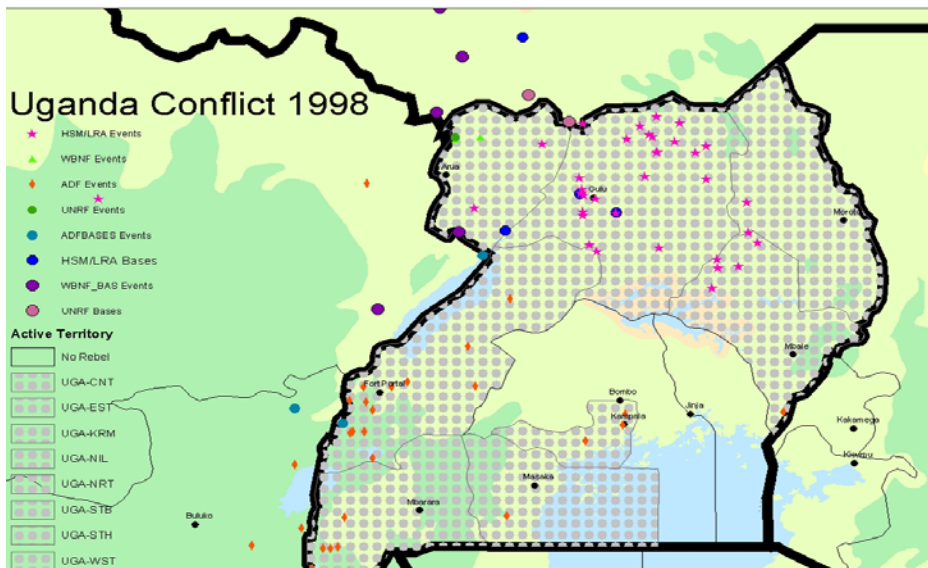 Uganda Conflict 1998
HSM/LRA Events
WBNF Events
ADF Events
UNRF Events
ADFBASES Events
HSM/LRA Bases
WBNF_BAS Events
UNRF Bases
Active Territory
No Rebel
UGA-CNT
UGA-EST
UGA-KRM
UGA-NIL
UGA-NRT
UGA-STB
UGA-STH
UGA-WST
Arua
Gulu
Moroto
Mbale
Fort Portal
Bombo
Kampala
Jinja
Kakamega
Kisumu
Masaka
Mbarara